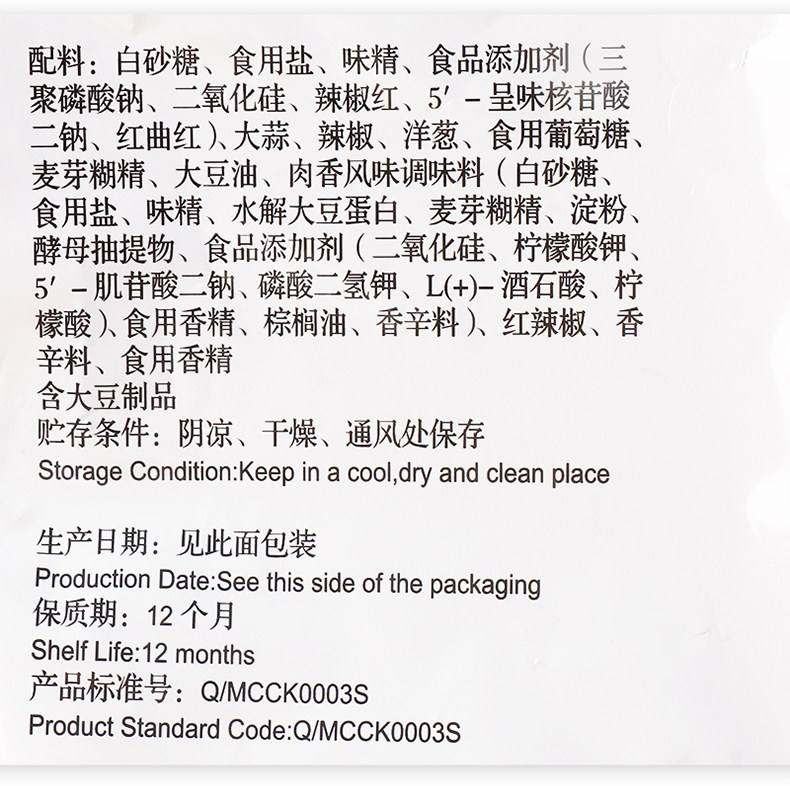 配料：白砂糖、食用盐、味精、食品添加剂（三
聚磷酸钠、二氧化硅、辣椒红、5′–呈味核苷酸
二钠、红曲红）、大蒜、辣椒、洋葱、食用葡萄糖、
麦芽糊精、大豆油、肉香风味调味料（白砂糖、
食用盐、味精、水解大豆蛋白、麦芽糊精、淀粉、
酵母抽提物、食品添加剂（二氧化硅、柠檬酸钾、
5′–肌苷酸二钠、磷酸二氢钾、L(+)–酒石酸、柠
檬酸）、食用香精、棕榈油、香辛料）、红辣椒、香
辛料、食用香精
含大豆制品
贮存条件：阴凉、干燥、通风处保存
Storage Condition:Keep in a cool,dry and clean place
生产日期：见此面包装
Production Date:See this side of the packaging
保质期：12个月
Shelf Life:12 months
产品标准号：Q/MCCK0003S
Product Standard Code:Q/MCCK0003S